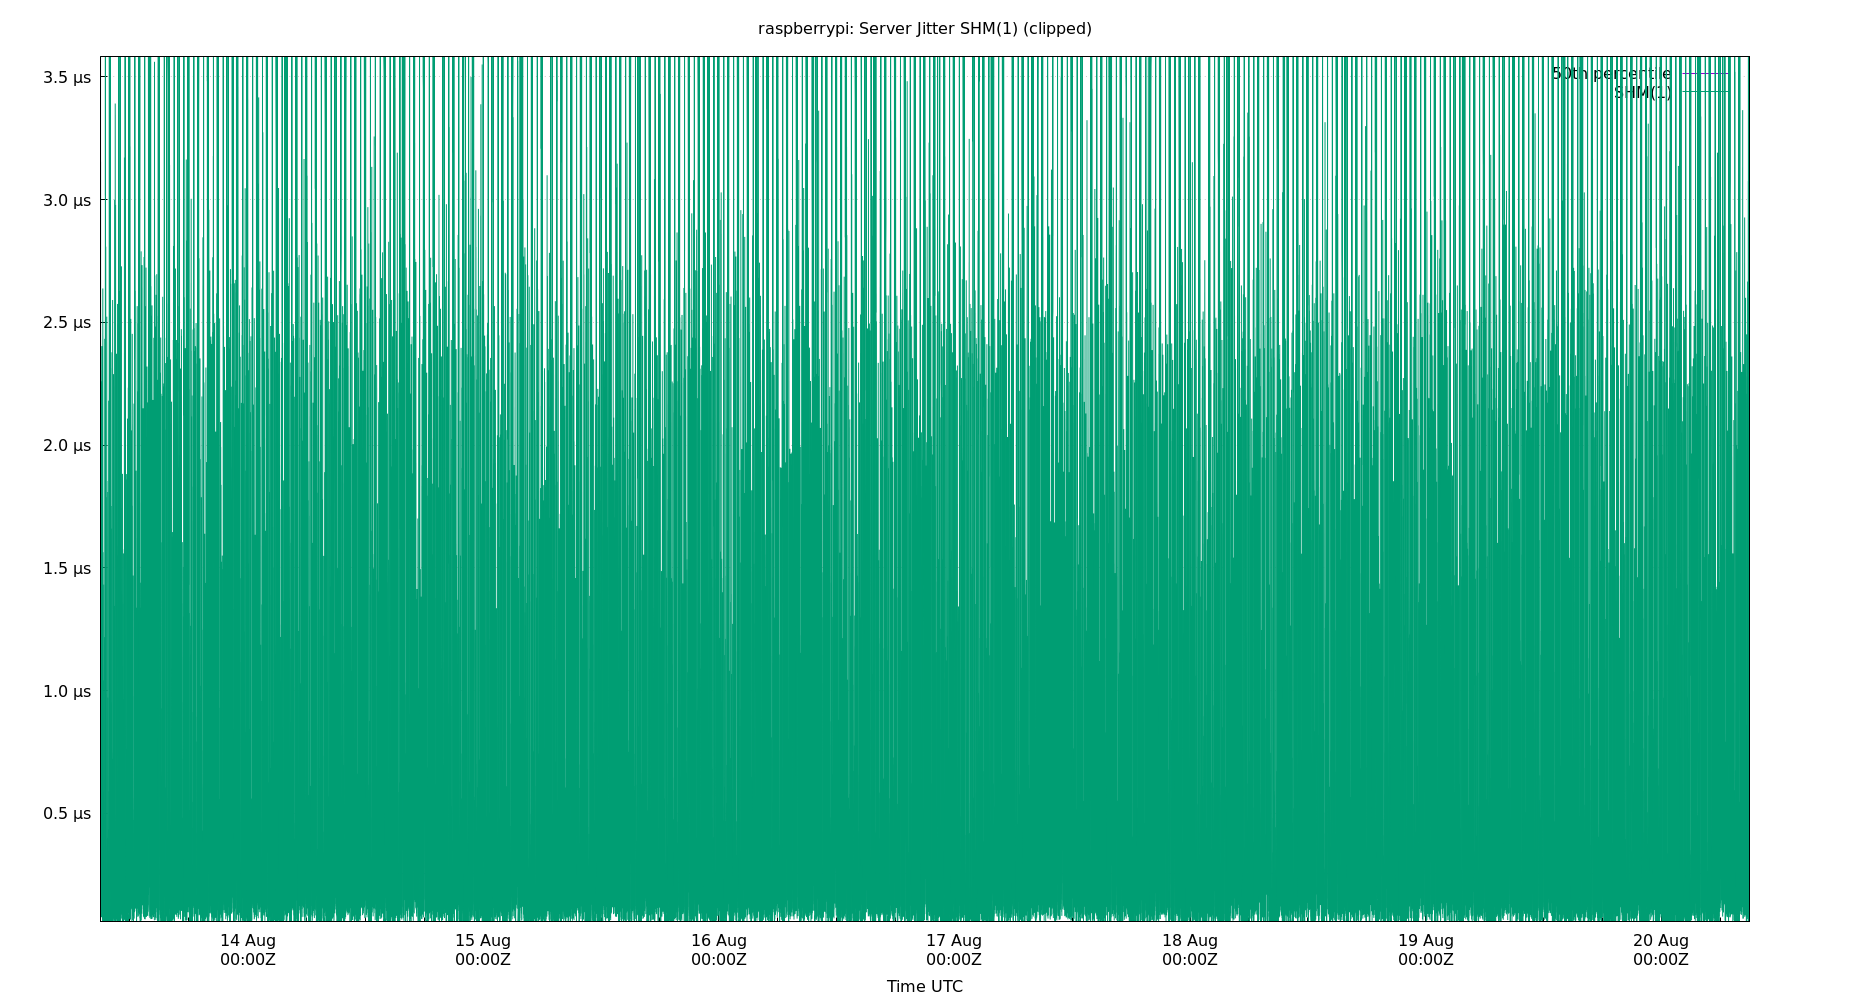 raspberrypi: Server Jitter SHM(1) (clipped)
50th percentile
SHM(1)
3.5 µs
3.0 µs
2.5 µs
2.0 µs
1.5 µs
1.0 µs
0.5 µs
14 Aug 15 Aug 16 Aug 17 Aug 18 Aug 19 Aug 20 Aug
00:00Z 00:00Z 00:00Z 00:00Z 00:00Z 00:00Z 00:00Z
Time UTC